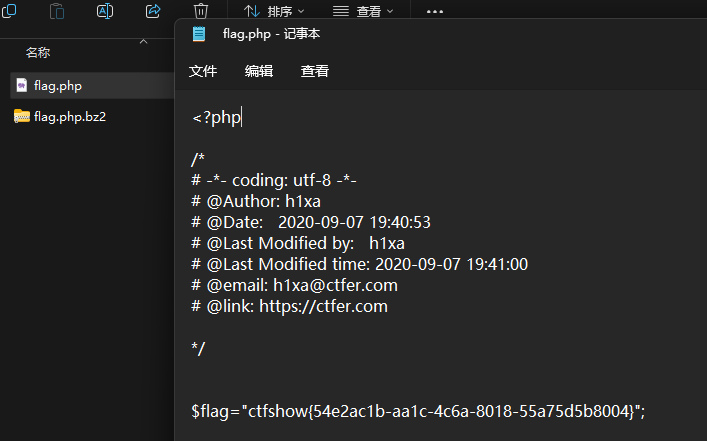 排序
查看
名称
flag.php
flag.php.bz2
flag.php - 记事本
文件 编辑 查看
<?php
/*
# -*- coding: utf-8 -*-
# @Author: h1xa
# @Date:   2020-09-07 19:40:53
# @Last Modified by:   h1xa
# @Last Modified time: 2020-09-07 19:41:00
# @email: h1xa@ctfer.com
# @link: https://ctfer.com
*/
$flag="ctfshow{54e2ac1b-aa1c-4c6a-8018-55a75d5b8004}";